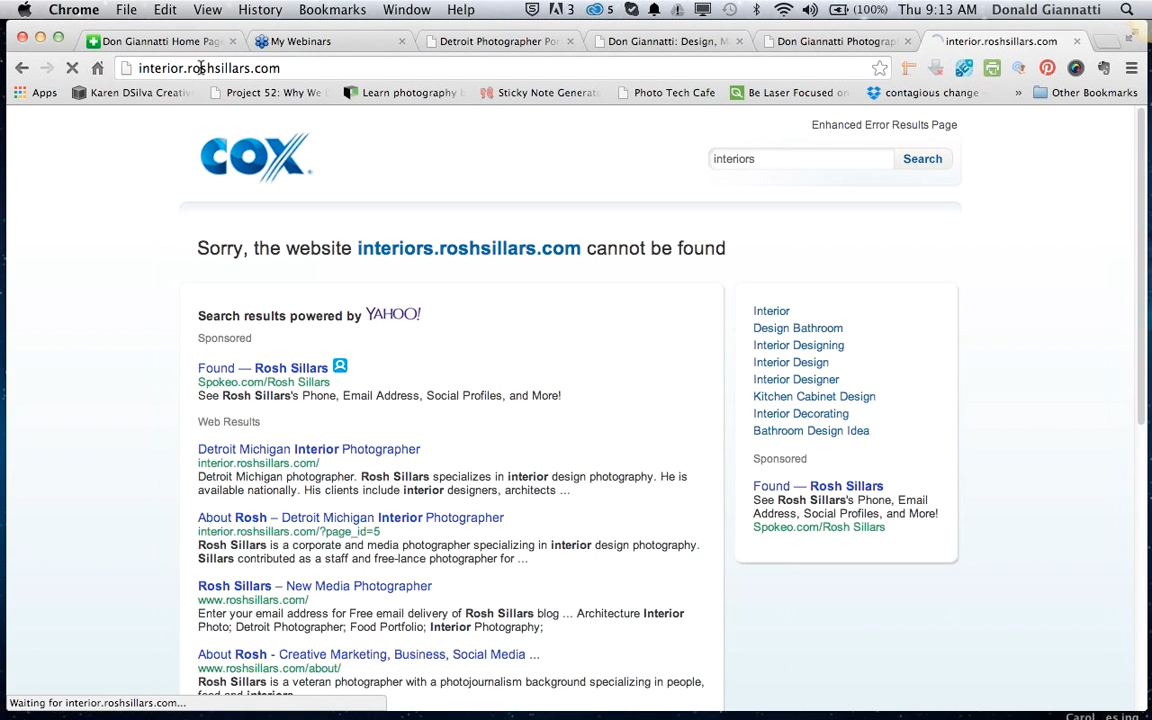 Chrome File Edit View History Bookmarks Window Help 3 5 (100%) Thu 9:13 AM Donald Giannatti
Don Giannatti Home Page My Webinars Detroit Photographer Por Don Giannatti: Design, M Don Giannatti Photograp interior.roshsillars.com
interior.roshsillars.com
Apps Karen DSilva Creativ Project 52: Why We Learn photography b Sticky Note Generato Photo Tech Cafe Be Laser Focused o contagious change - » Other Bookmarks
Enhanced Error Results Page
COX
interiors Search
Sorry, the website interiors.roshsillars.com cannot be found
Search results powered by YAHOO!
Sponsored
Found — Rosh Sillars
Spokeo.com/Rosh Sillars
See Rosh Sillars's Phone, Email Address, Social Profiles, and More!
Web Results
Detroit Michigan Interior Photographer
interior.roshsillars.com/
Detroit Michigan photographer. Rosh Sillars specializes in interior design photography. He is
available nationally. His clients include interior designers, architects ...
About Rosh – Detroit Michigan Interior Photographer
interior.roshsillars.com/?page_id=5
Rosh Sillars is a corporate and media photographer specializing in interior design photography.
Sillars contributed as a staff and free-lance photographer for ...
Rosh Sillars – New Media Photographer
www.roshsillars.com/
Enter your email address for Free email delivery of Rosh Sillars blog ... Architecture Interior
Photo; Detroit Photographer; Food Portfolio; Interior Photography;
About Rosh - Creative Marketing, Business, Social Media ...
www.roshsillars.com/about/
Rosh Sillars is a veteran photographer with a photojournalism background specializing in people,
food and interiors.
Interior
Design Bathroom
Interior Designing
Interior Design
Interior Designer
Kitchen Cabinet Design
Interior Decorating
Bathroom Design Idea
Sponsored
Found — Rosh Sillars
See Rosh Sillars's Phone, Email
Address, Social Profiles, and More!
Spokeo.com/Rosh Sillars
Waiting for interior.roshsillars.com...